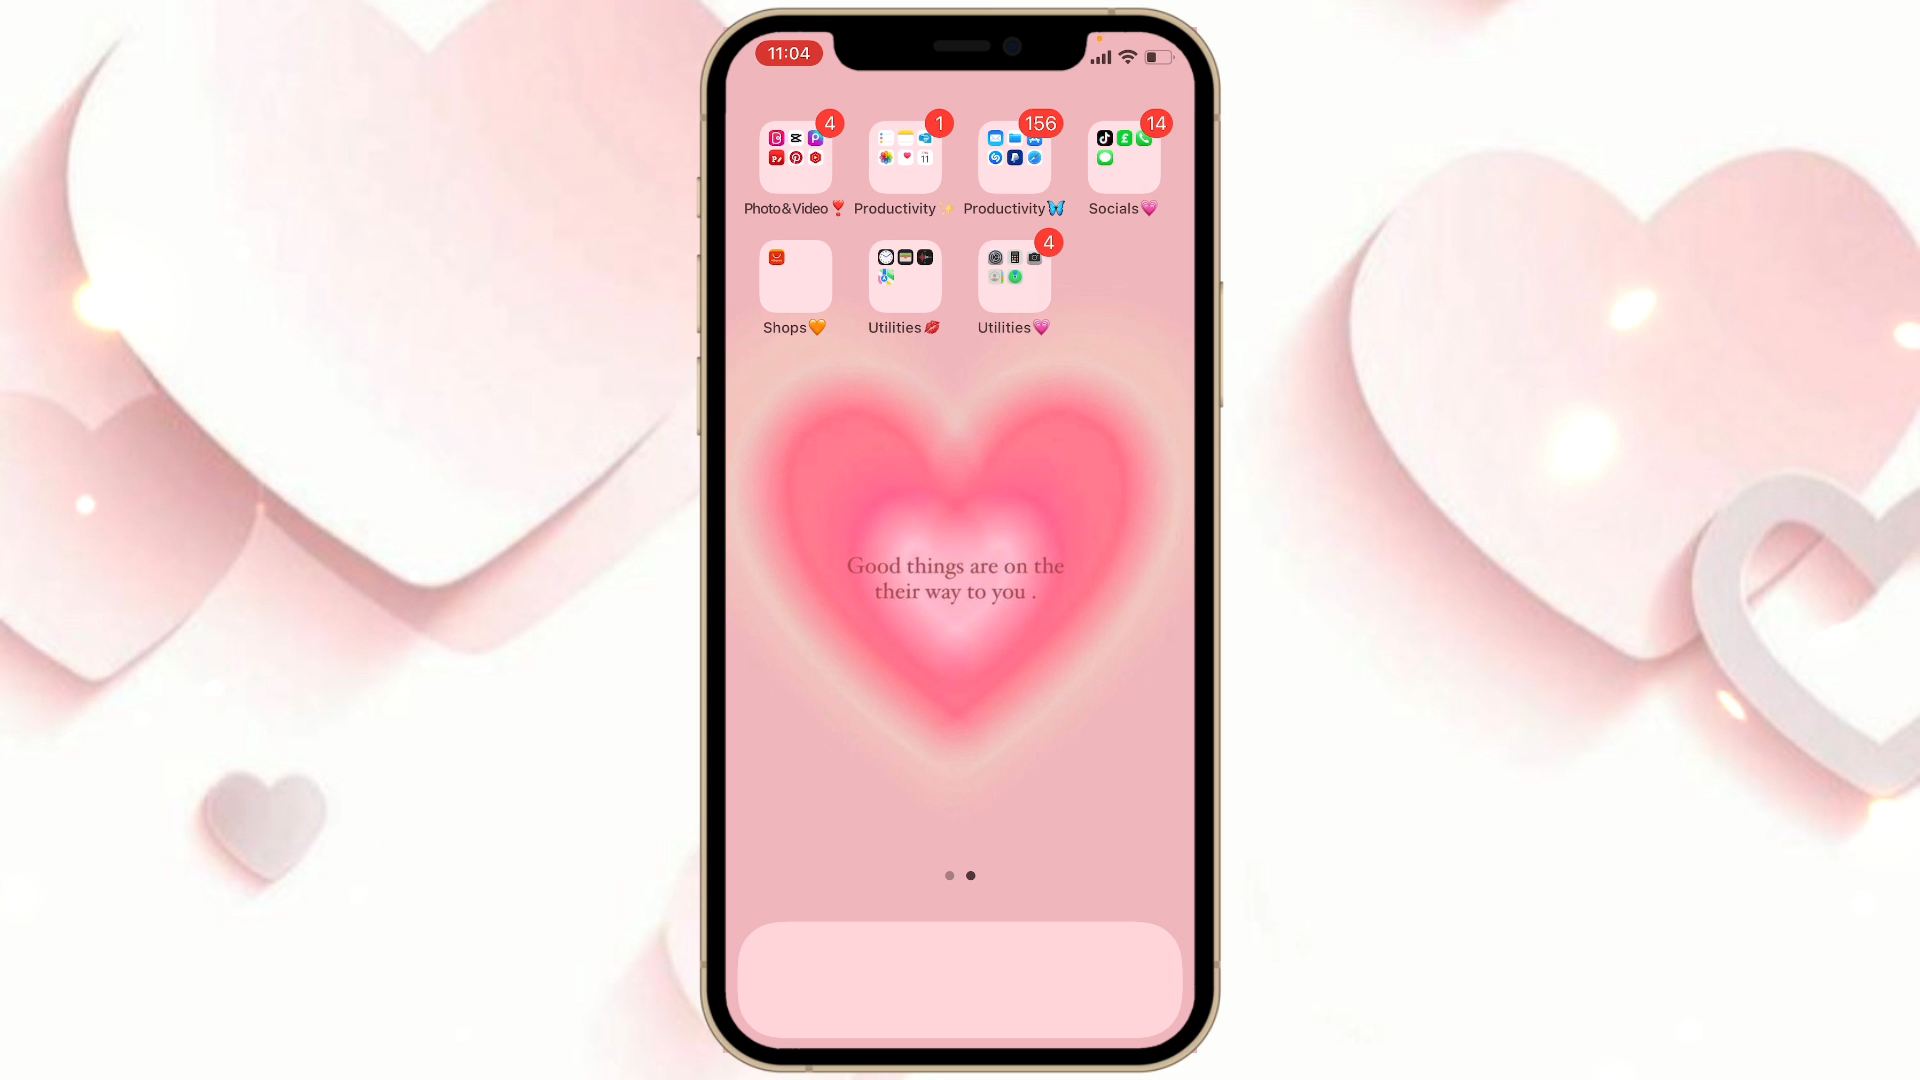 11:04
4
1
156
14
11
Photo&Video❣️
Productivity✨
Productivity🦋
Socials💗
4
Shops🧡
Utilities💋
Utilities💗
Good things are on the
their way to you .